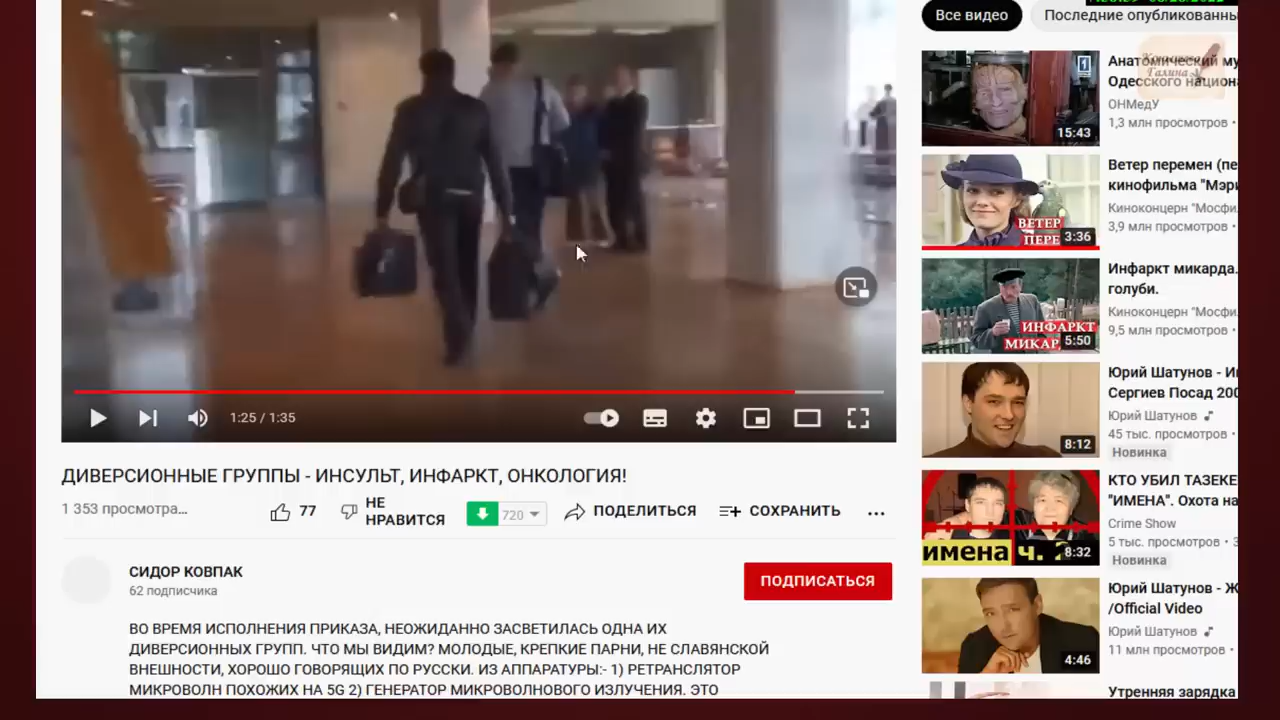 Все видео
Последние опубликованны
Анатомический му
Одесского национа
ОНМедУ
1,3 млн просмотров •
15:43
Ветер перемен (пе
кинофильма "Мэри
Киноконцерн "Мосфи
3,9 млн просмотров •
ВЕТЕР
ПЕРЕ
3:36
Инфаркт микарда.
голуби.
Киноконцерн "Мосфи
9,5 млн просмотров •
ИНФАРКТ
МИКАР
5:50
Юрий Шатунов - И
Сергиев Посад 200
Юрий Шатунов
45 тыс. просмотров •
Новинка
8:12
КТО УБИЛ ТАЗЕКЕ
"ИМЕНА". Охота на
Crime Show
5 тыс. просмотров •
Новинка
имена ч.
8:32
Юрий Шатунов - Ж
/Official Video
Юрий Шатунов
11 млн просмотров •
4:46
Утренняя зарядка
1:25 / 1:35
ДИВЕРСИОННЫЕ ГРУППЫ - ИНСУЛЬТ, ИНФАРКТ, ОНКОЛОГИЯ!
1 353 просмотра...
77
НЕ
НРАВИТСЯ
720
ПОДЕЛИТЬСЯ
СОХРАНИТЬ
СИДОР КОВПАК
62 подписчика
ПОДПИСАТЬСЯ
ВО ВРЕМЯ ИСПОЛНЕНИЯ ПРИКАЗА, НЕОЖИДАННО ЗАСВЕТИЛАСЬ ОДНА ИХ
ДИВЕРСИОННЫХ ГРУПП. ЧТО МЫ ВИДИМ? МОЛОДЫЕ, КРЕПКИЕ ПАРНИ, НЕ СЛАВЯНСКОЙ
ВНЕШНОСТИ, ХОРОШО ГОВОРЯЩИХ ПО РУССКИ. ИЗ АППАРАТУРЫ:- 1) РЕТРАНСЛЯТОР
МИКРОВОЛН ПОХОЖИХ НА 5G 2) ГЕНЕРАТОР МИКРОВОЛНОВОГО ИЗЛУЧЕНИЯ. ЭТО